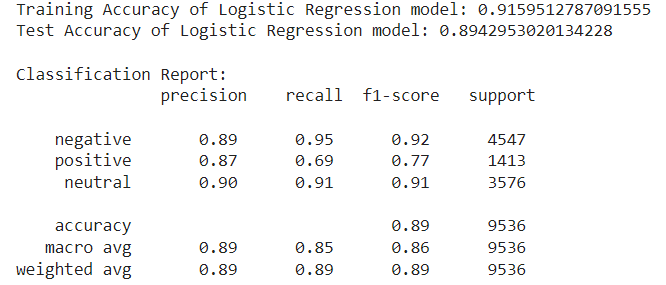 Training Accuracy of Logistic Regression model: 0.9159512787091555
Test Accuracy of Logistic Regression model: 0.8942953020134228
Classification Report:
precision recall f1-score support
negative 0.89 0.95 0.92 4547
positive 0.87 0.69 0.77 1413
neutral 0.90 0.91 0.91 3576
accuracy 0.89 9536
macro avg 0.89 0.85 0.86 9536
weighted avg 0.89 0.89 0.89 9536